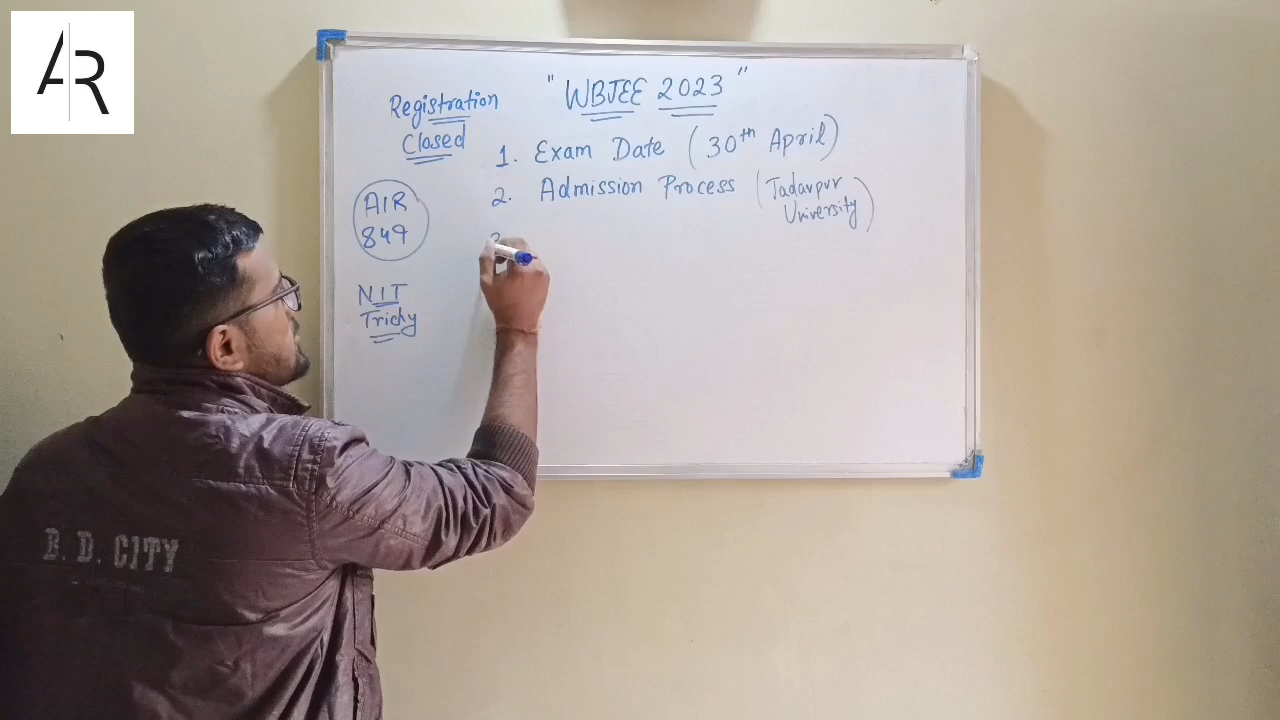 AR
" WBJEE 2023 "
Registration
Closed
1. Exam Date (30th April)
2. Admission Process (Jadavpur
University)
3
AIR
849
NIT
Trichy
B. D. CITY